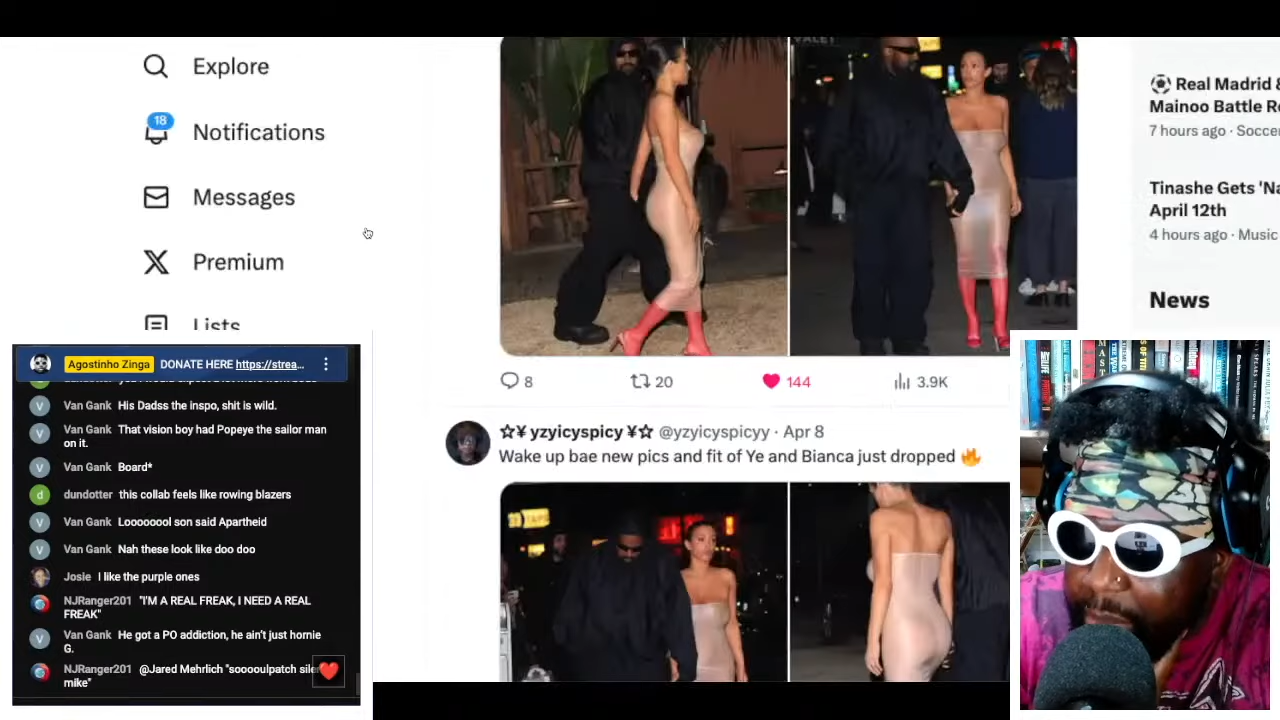 Explore
18
Notifications
Messages
Premium
Lists
VALET
8
20
144
3.9K
☆¥ yzyicyspicy ¥☆ @yzyicyspicyy · Apr 8
Wake up bae new pics and fit of Ye and Bianca just dropped 🔥
Real Madrid &
Mainoo Battle Re
7 hours ago · Soccer
Tinashe Gets 'Na
April 12th
4 hours ago · Music
News
Agostinho Zinga DONATE HERE https://strea...
Van Gank His Dadss the inspo, shit is wild.
Van Gank That vision boy had Popeye the sailor man
on it.
Van Gank Board*
dundotter this collab feels like rowing blazers
Van Gank Loooooool son said Apartheid
Van Gank Nah these look like doo doo
Josie I like the purple ones
NJRanger201 "I'M A REAL FREAK, I NEED A REAL
FREAK"
Van Gank He got a PO addiction, he ain't just hornie
G.
NJRanger201 @Jared Mehrlich "sooooulpatch
mike"